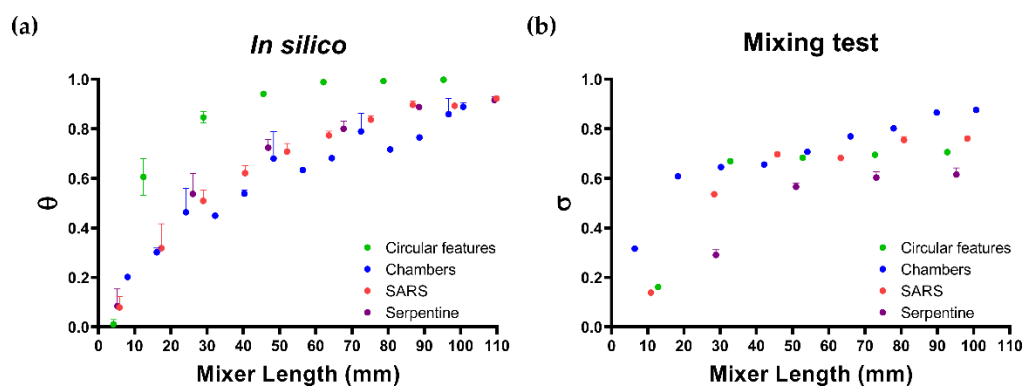 (a)
In silico
θ
1.0
0.8
0.6
0.4
0.2
0.0
0 10 20 30 40 50 60 70 80 90 100 110
Mixer Length (mm)
Circular features
Chambers
SARS
Serpentine
(b)
Mixing test
σ
1.0
0.8
0.6
0.4
0.2
0.0
0 10 20 30 40 50 60 70 80 90 100 110
Mixer Length (mm)
Circular features
Chambers
SARS
Serpentine